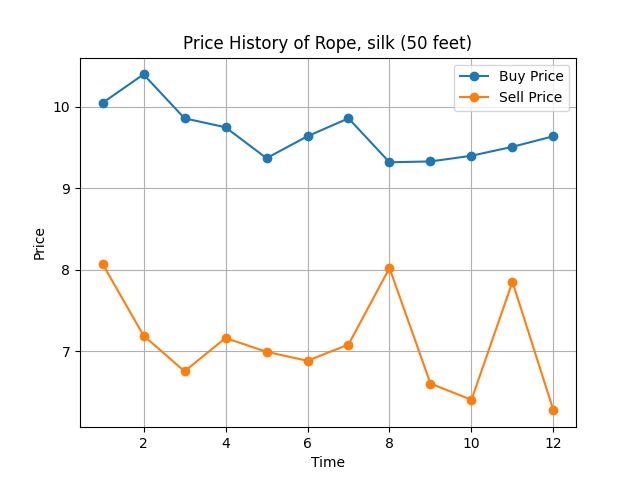 Price History of Rope, silk (50 feet)
Buy Price
Sell Price
10
9
8
7
Price
2 4 6 8 10 12
Time